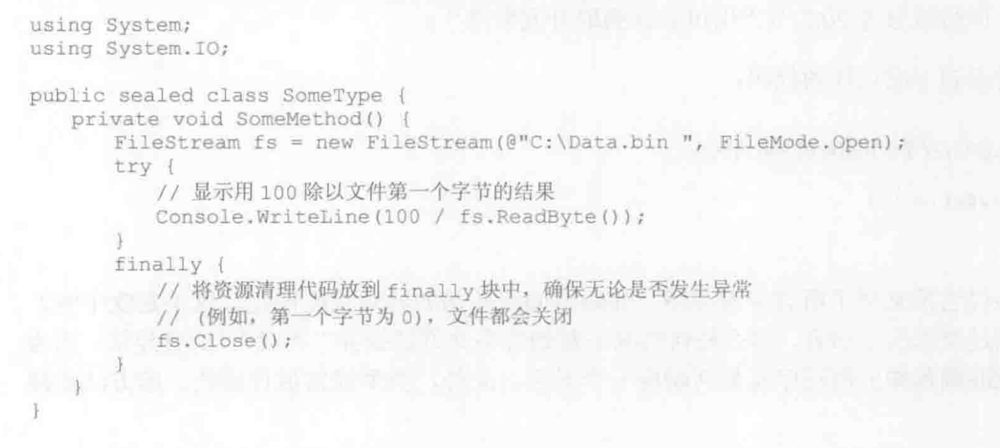 using System;
using System.IO;

public sealed class SomeType {
    private void SomeMethod() {
        FileStream fs = new FileStream(@"C:\Data.bin ", FileMode.Open);
        try {
            // 显示用 100 除以文件第一个字节的结果
            Console.WriteLine(100 / fs.ReadByte());
        }
        finally {
            // 将资源清理代码放到 finally 块中，确保无论是否发生异常
            // (例如，第一个字节为 0)，文件都会关闭
            fs.Close();
        }
    }
}